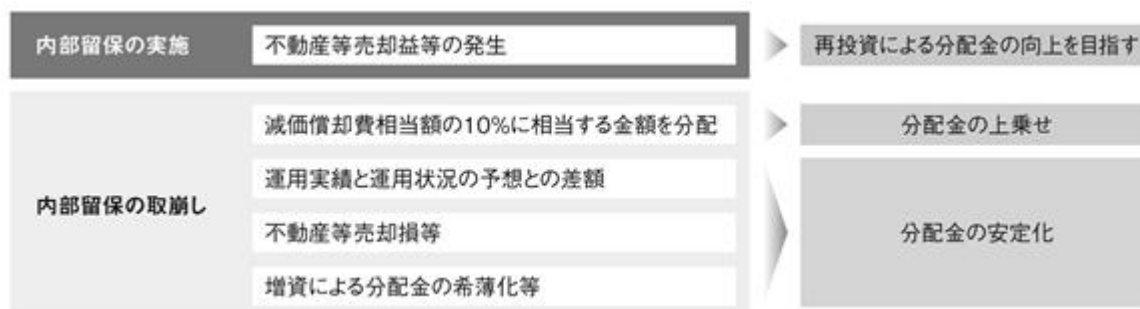 内部留保の実施
不動産等売却益等の発生
再投資による分配金の向上を目指す
内部留保の取崩し
減価償却費相当額の10%に相当する金額を分配
分配金の上乗せ
運用実績と運用状況の予想との差額
不動産等売却損等
増資による分配金の希薄化等
分配金の安定化